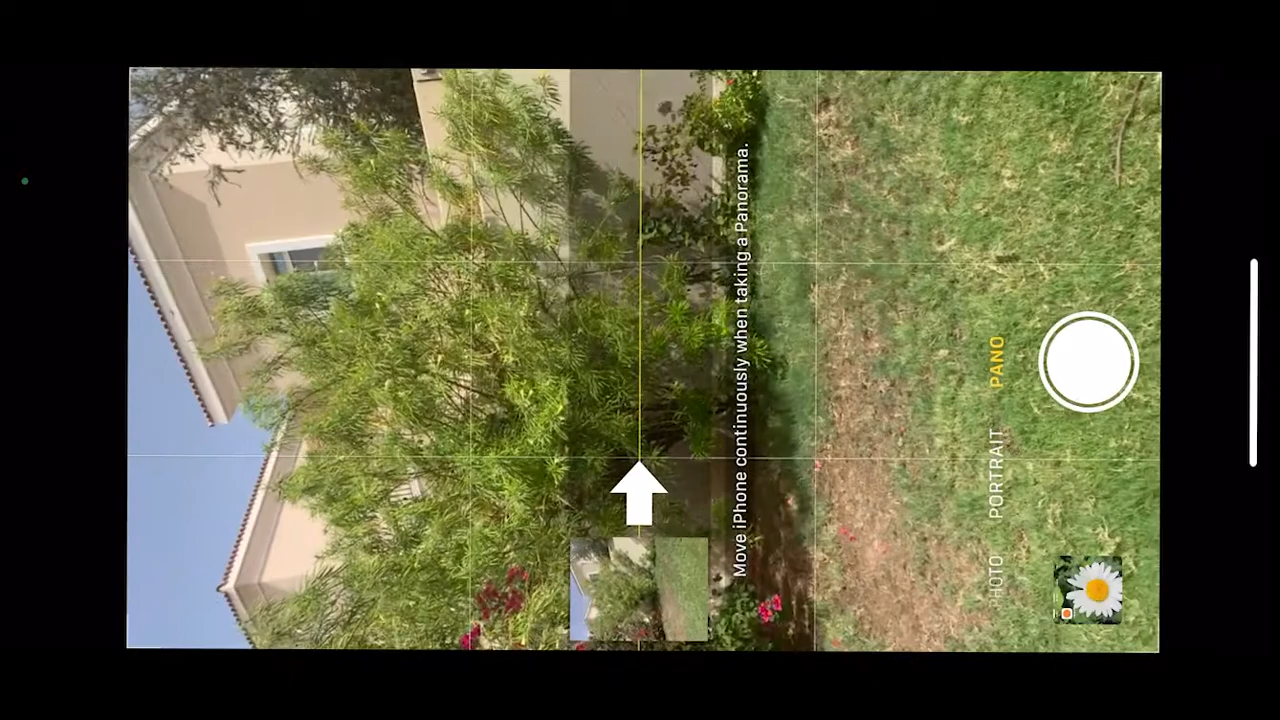 Move iPhone continuously when taking a Panorama.
PHOTO
PORTRAIT
PANO